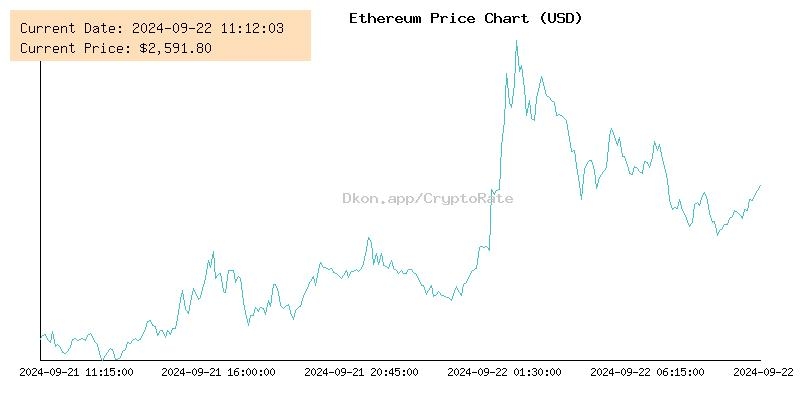 Ethereum Price Chart (USD)
Current Date: 2024-09-22 11:12:03
Current Price: $2,591.80
Dkon.app/CryptoRate
2024-09-21 11:15:00 2024-09-21 16:00:00 2024-09-21 20:45:00 2024-09-22 01:30:00 2024-09-22 06:15:00 2024-09-22